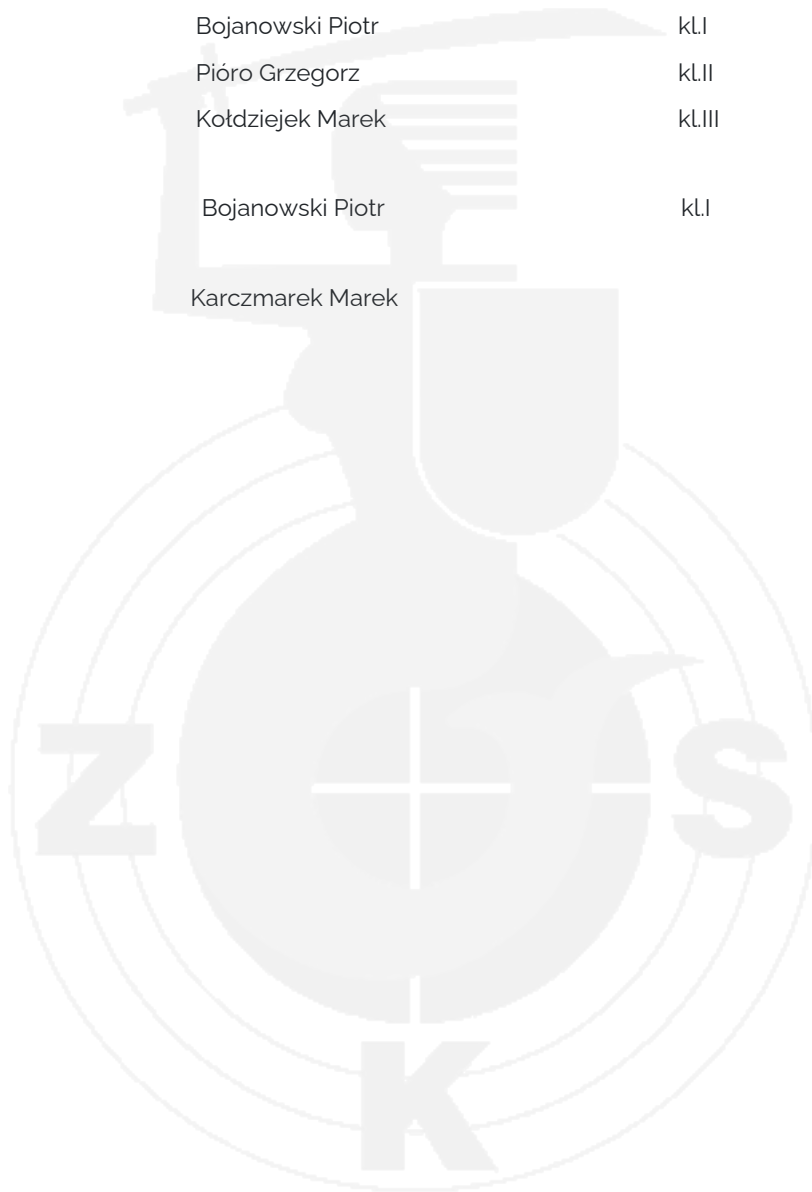 Bojanowski Piotr kl.I
Pióro Grzegorz kl.II
Kołdziejek Marek kl.III
Bojanowski Piotr kl.I
Karczmarek Marek
Z S
K